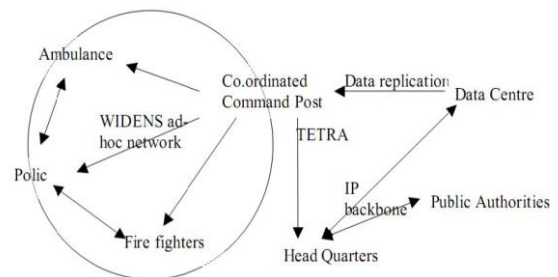 Ambulance
Co.ordinated
Command Post
Data replication
Data Centre
WIDENS ad-
hoc network
TETRA
Polic
IP
backbone
Public Authorities
Fire fighters
Head Quarters